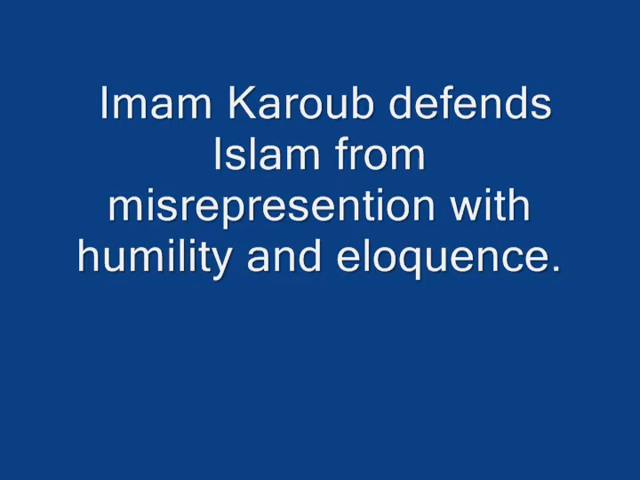 Imam Karoub defends
Islam from
misrepresention with
humility and eloquence.